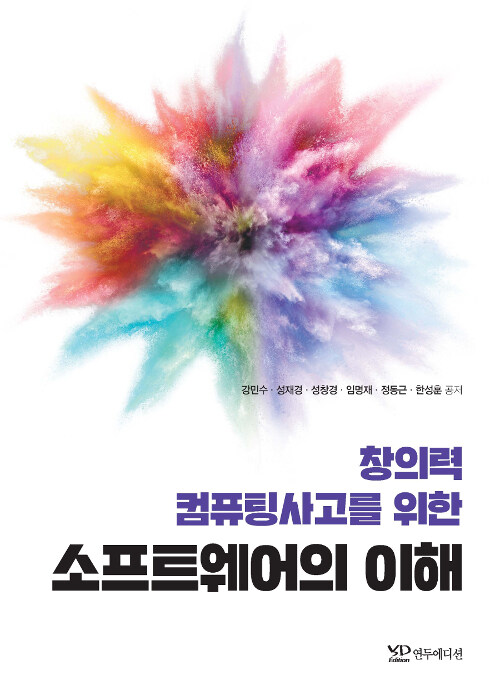 강민수 · 성재경 · 성창경 · 임명재 · 정동근 · 한성훈 공저
창의력
컴퓨팅사고를 위한
소프트웨어의 이해
YD Edition 연두에디션